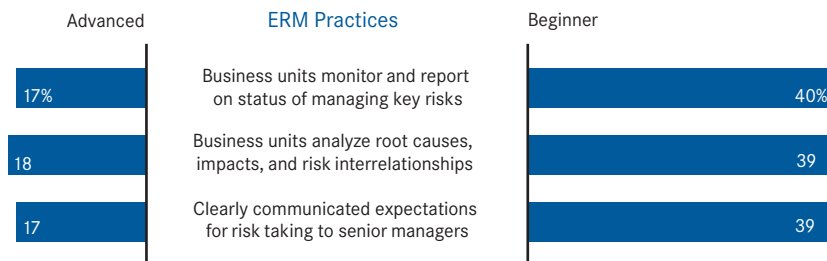 Advanced ERM Practices Beginner
Business units monitor and report
on status of managing key risks
17% 40%
Business units analyze root causes,
impacts, and risk interrelationships
18 39
Clearly communicated expectations
for risk taking to senior managers
17 39